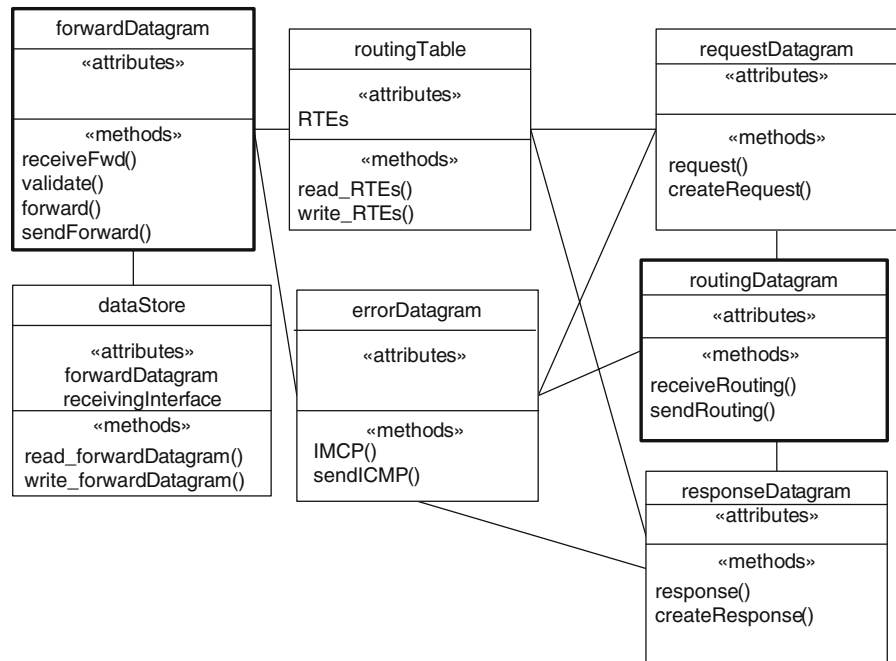 forwardDatagram
«attributes»
«methods»
receiveFwd()
validate()
forward()
sendForward()
routingTable
«attributes»
RTEs
«methods»
read_RTEs()
write_RTEs()
requestDatagram
«attributes»
«methods»
request()
createRequest()
dataStore
«attributes»
forwardDatagram
receivingInterface
«methods»
read_forwardDatagram()
write_forwardDatagram()
errorDatagram
«attributes»
«methods»
IMCP()
sendICMP()
routingDatagram
«attributes»
«methods»
receiveRouting()
sendRouting()
responseDatagram
«attributes»
«methods»
response()
createResponse()